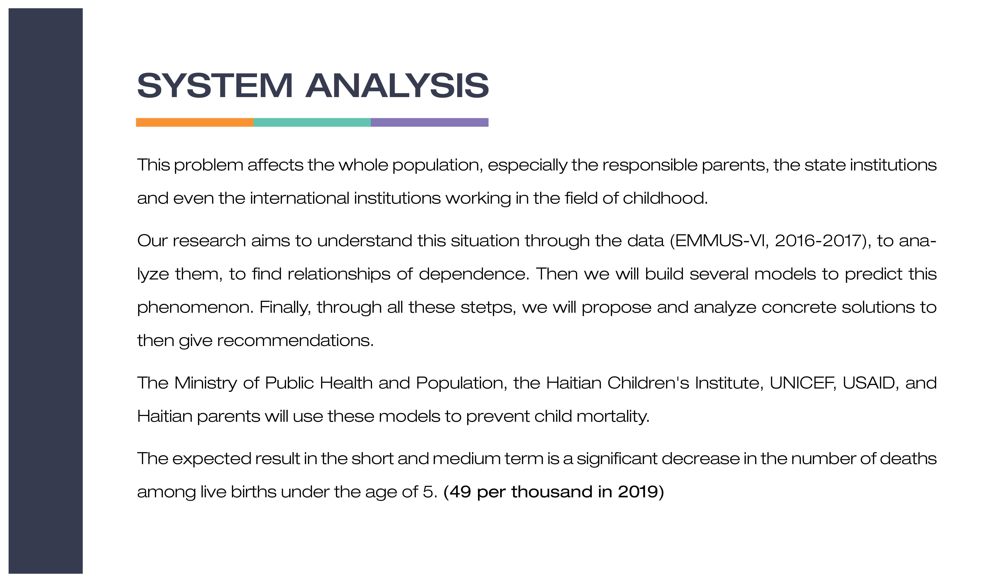 SYSTEM ANALYSIS
This problem affects the whole population, especially the responsible parents, the state institutions
and even the international institutions working in the field of childhood.
Our research aims to understand this situation through the data (EMMUS-VI, 2016-2017), to ana-
lyze them, to find relationships of dependence. Then we will build several models to predict this
phenomenon. Finally, through all these stetps, we will propose and analyze concrete solutions to
then give recommendations.
The Ministry of Public Health and Population, the Haitian Children's Institute, UNICEF, USAID, and
Haitian parents will use these models to prevent child mortality.
The expected result in the short and medium term is a significant decrease in the number of deaths
among live births under the age of 5. (49 per thousand in 2019)